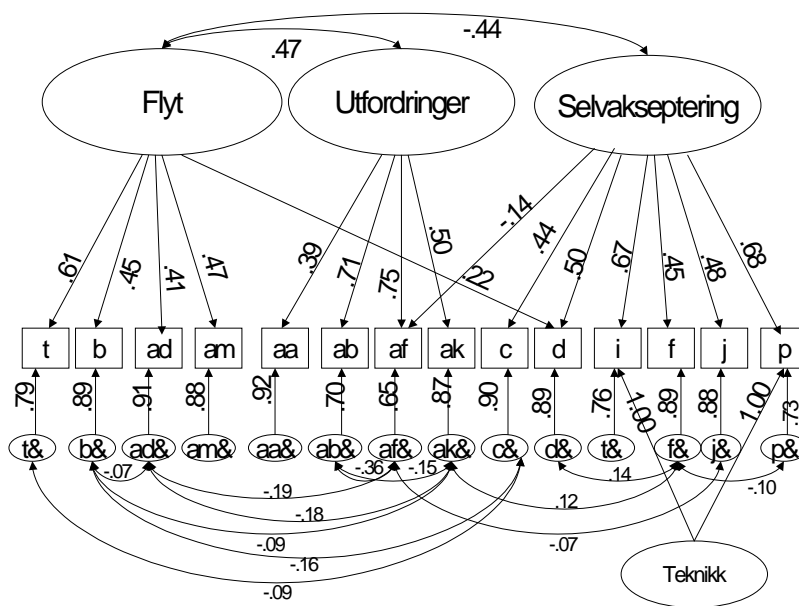 -.44
.47
Flyt Utfordringer Selvakseptering
.61 .45 .41 .47 .39 .71 .75 .50 -.14 .22 .44 .50 .67 .45 .48 .68
t b ad am aa ab af ak c d i f j p
.79 .89 .91 .88 .92 .70 .65 .87 .90 .89 .76 1.00 .89 .88 1.00 .73
t& b& ad& am& aa& ab& af& ak& c& d& t& f& j& p&
-.07 -.36 -.15 .14 -.10
-.19
-.18 .12
-.09 -.07
-.16
-.09
Teknikk